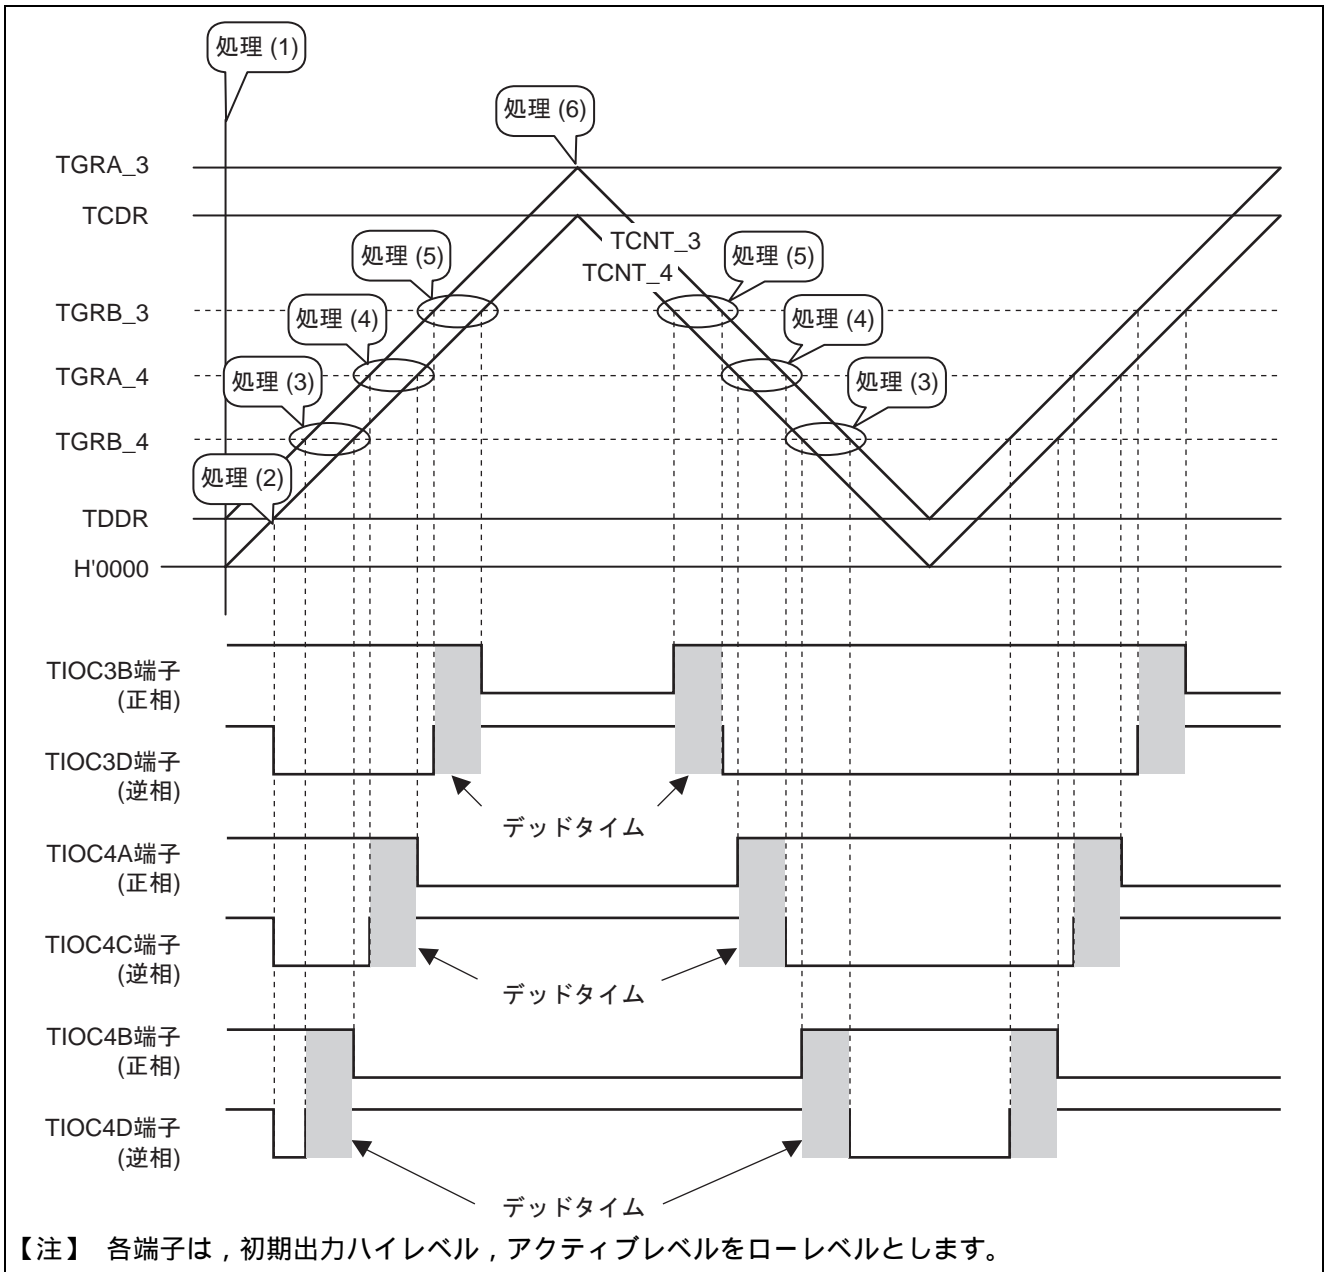 処理 (1)
処理 (6)
TGRA_3
TCDR
TCNT_3
処理 (5)
処理 (5)
TCNT_4
処理 (4)
処理 (4)
TGRB_3
処理 (3)
処理 (3)
TGRA_4
TGRB_4
処理 (2)
TDDR
H'0000
TIOC3B端子
(正相)
TIOC3D端子
(逆相)
デッドタイム
TIOC4A端子
(正相)
TIOC4C端子
(逆相)
デッドタイム
TIOC4B端子
(正相)
TIOC4D端子
(逆相)
デッドタイム
【注】 各端子は，初期出力ハイレベル，アクティブレベルをローレベルとします。